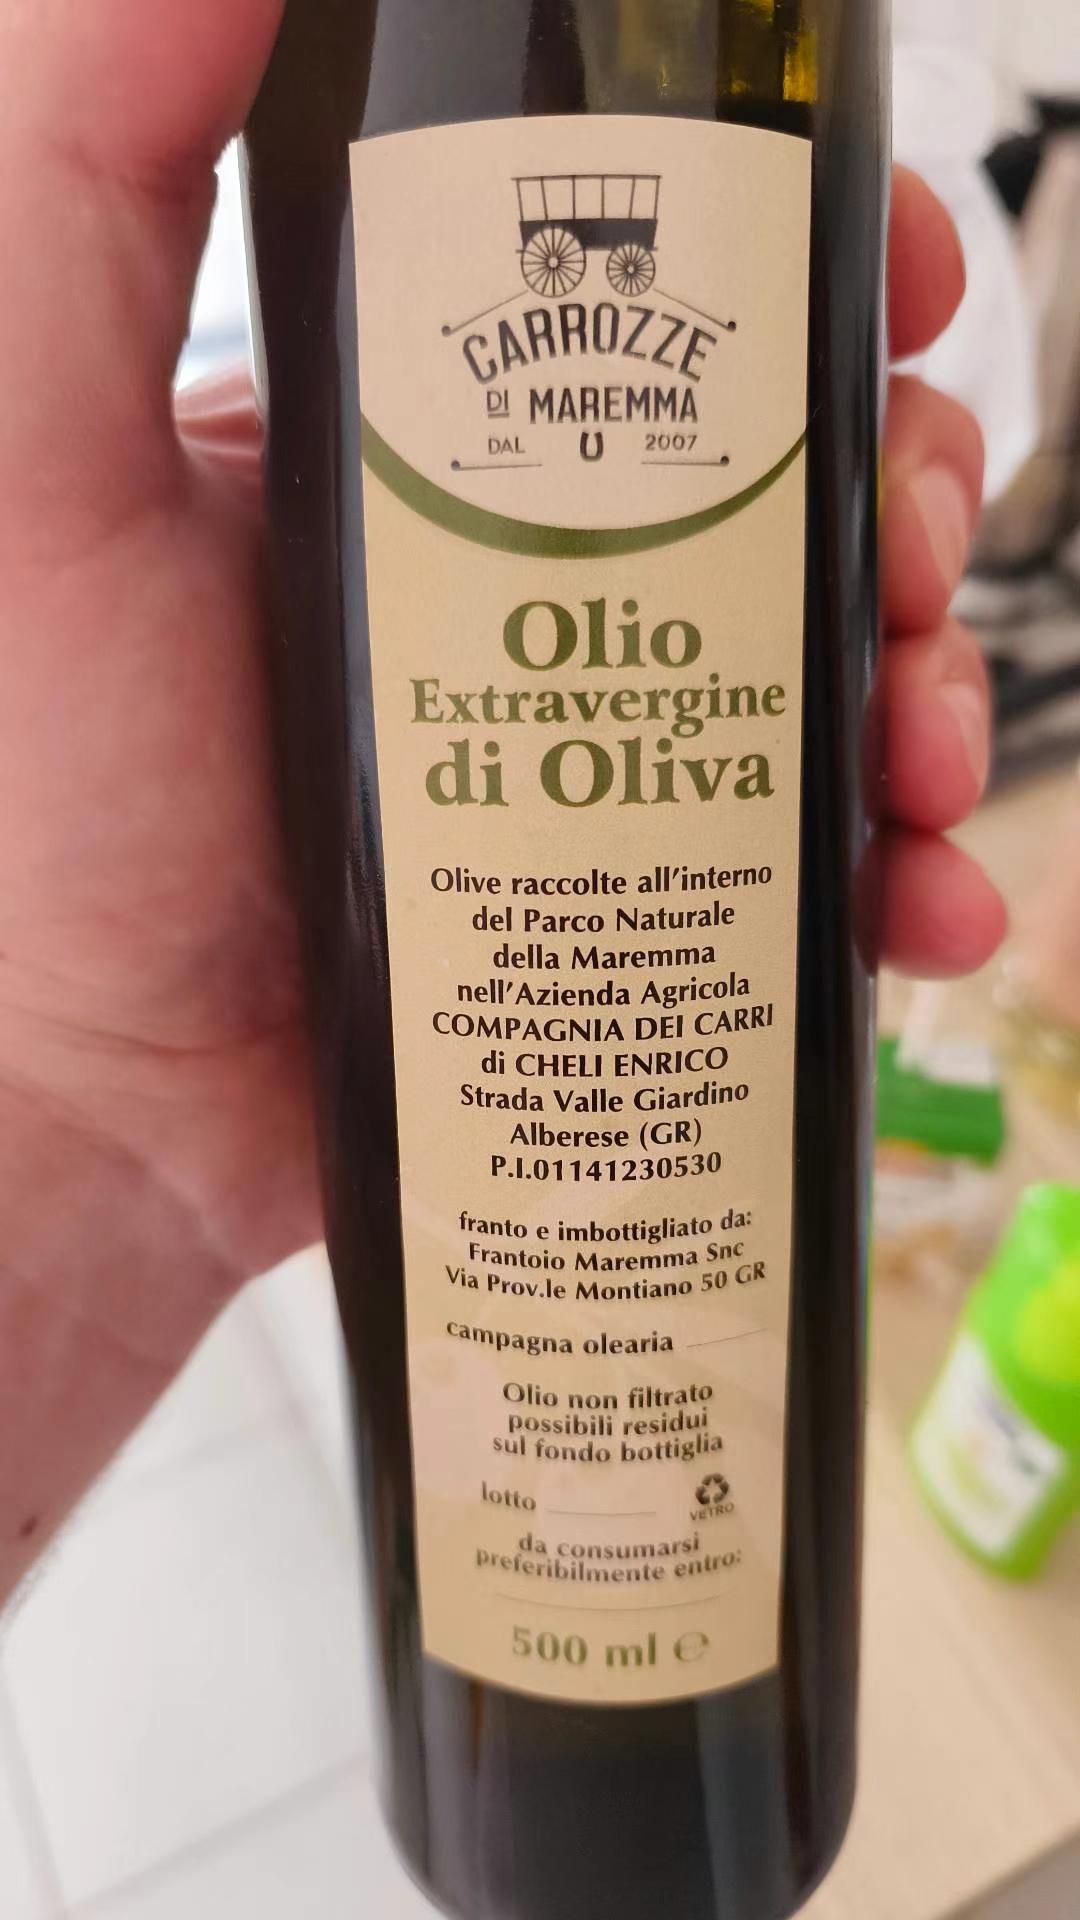 CARROZZE
DI MAREMMA
DAL 2007
Olio
Extravergine
di Oliva
Olive raccolte all'interno
del Parco Naturale
della Maremma
nell'Azienda Agricola
COMPAGNIA DEI CARRI
di CHELI ENRICO
Strada Valle Giardino
Alberese (GR)
P.I.01141230530
franto e imbottigliato da:
Frantoio Maremma Snc
Via Prov.le Montiano 50 GR
campagna olearia
Olio non filtrato
possibili residui
sul fondo bottiglia
lotto
VETRO
da consumarsi
preferibilmente entro:
500 ml ℮